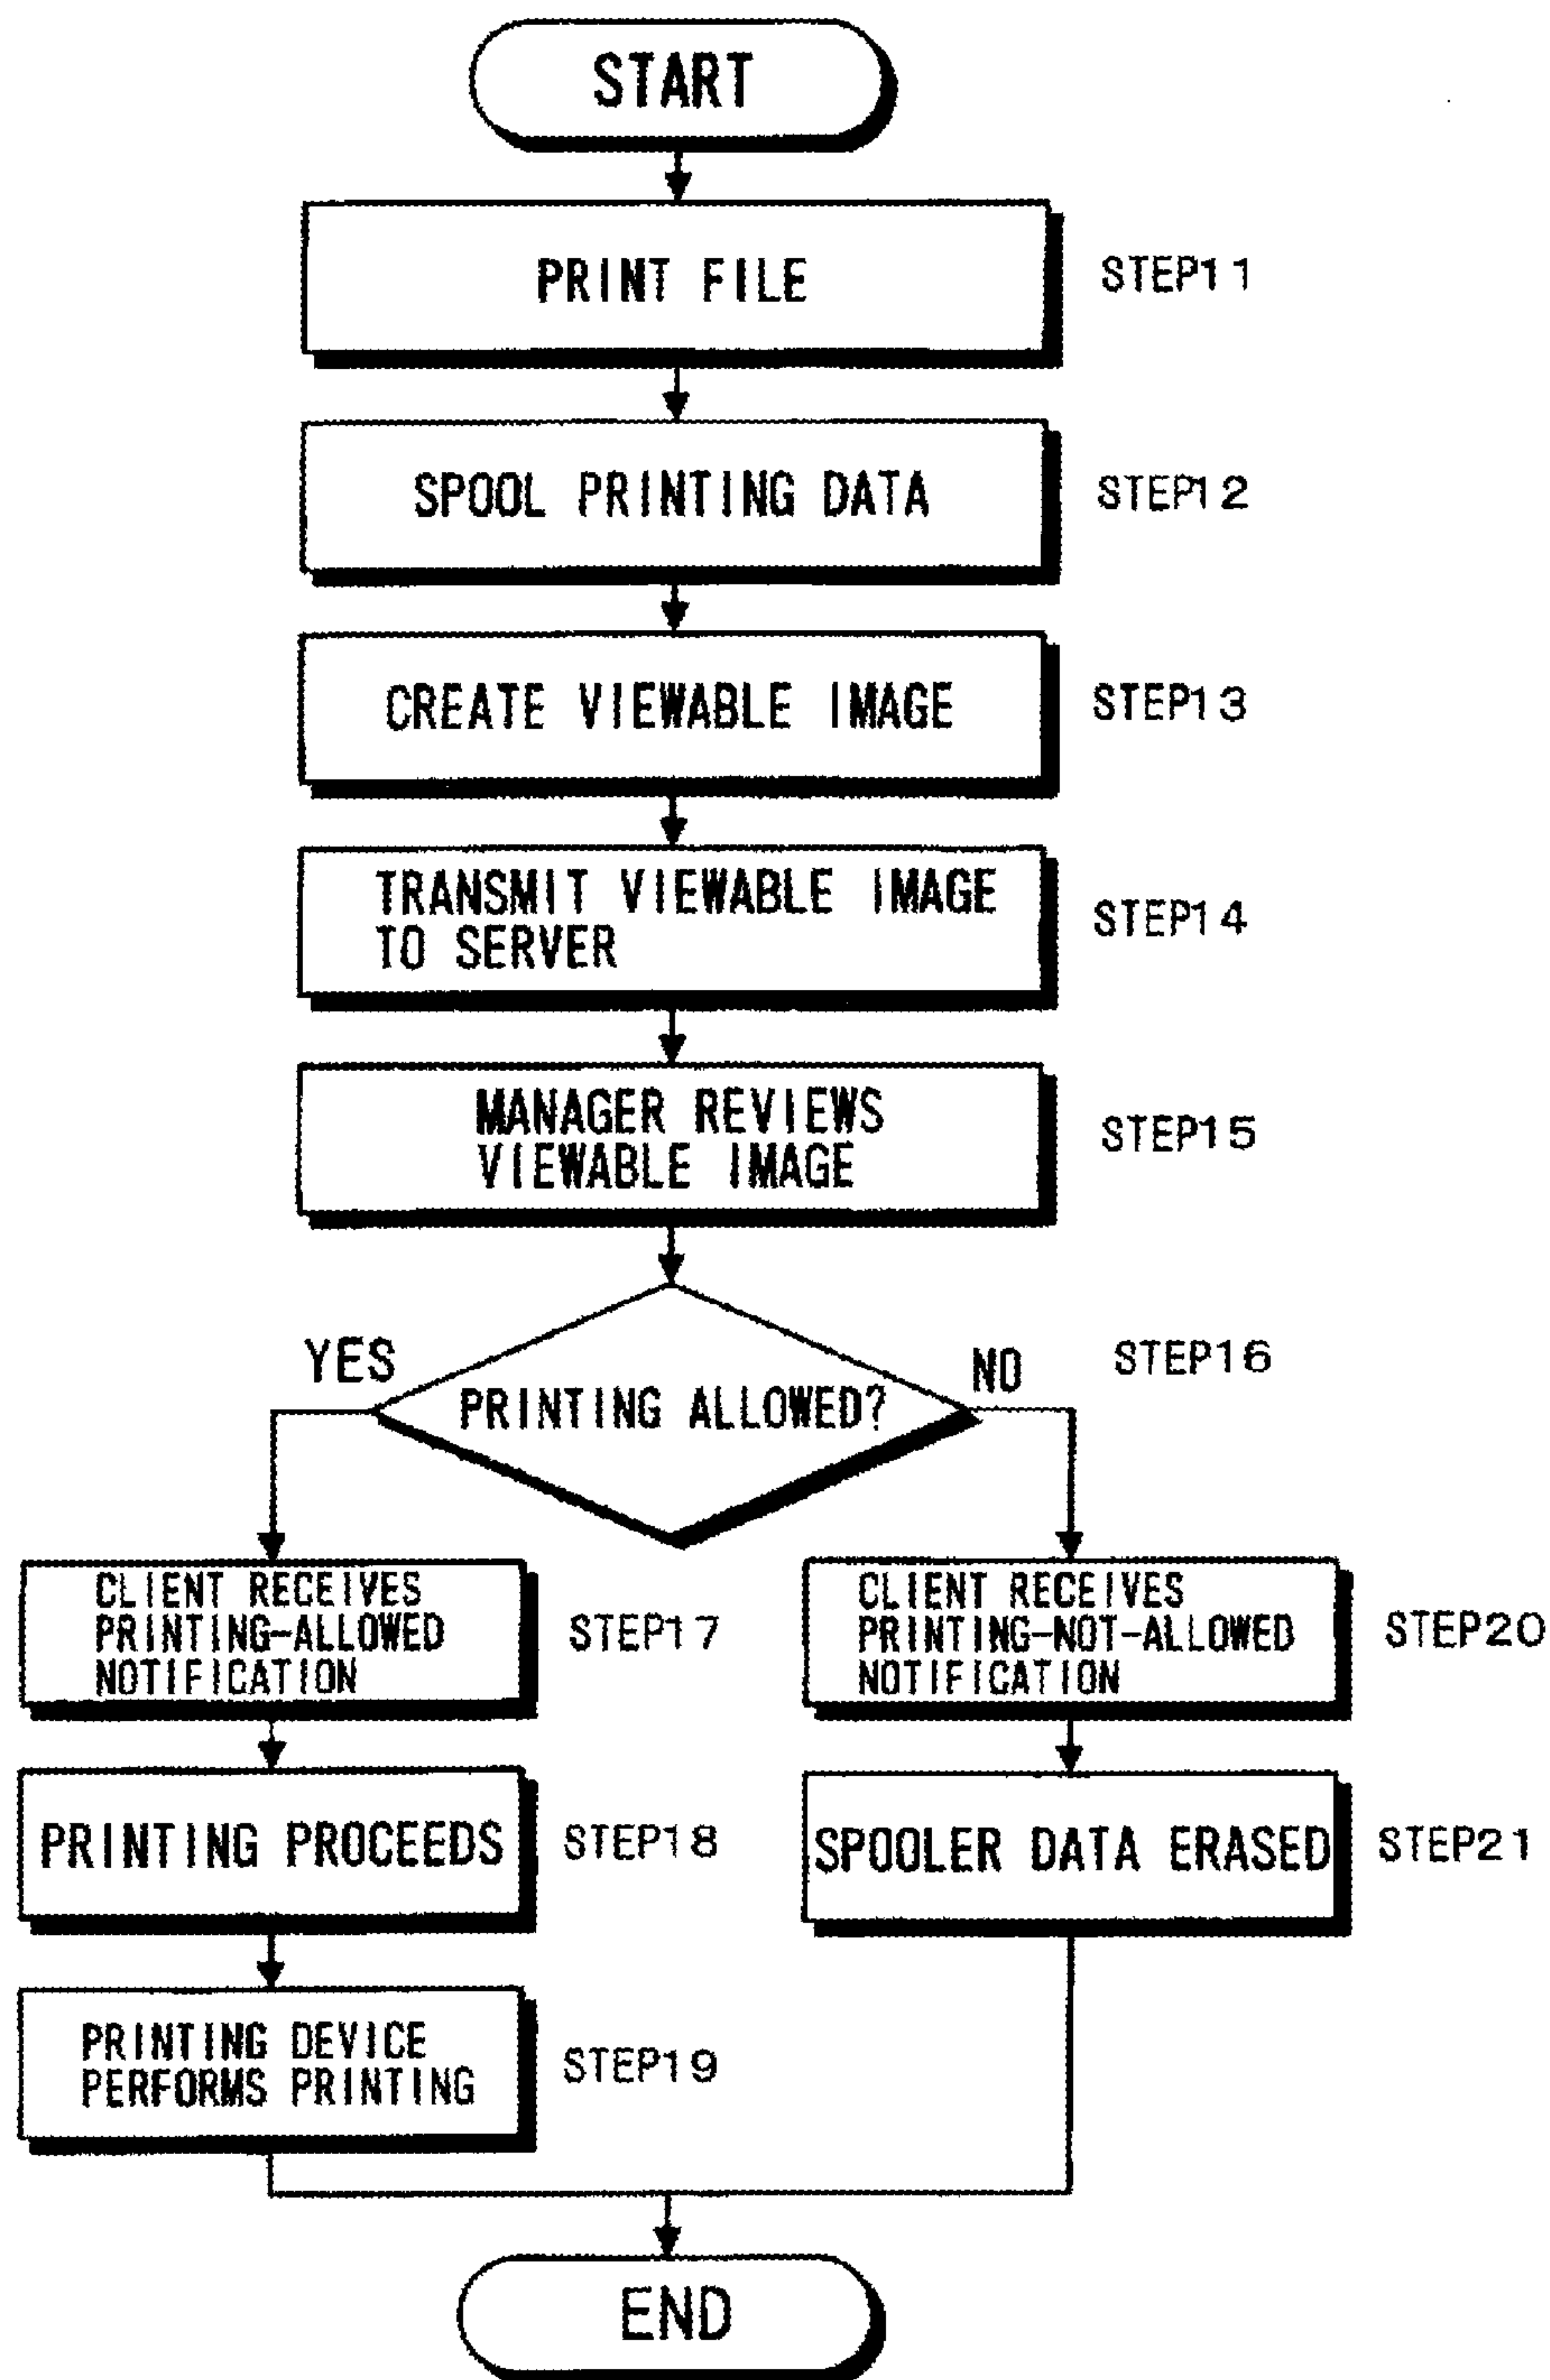 START
PRINT FILE
STEP11
SPOOL PRINTING DATA
STEP12
CREATE VIEWABLE IMAGE
STEP13
TRANSMIT VIEWABLE IMAGE
TO SERVER
STEP14
MANAGER REVIEWS
VIEWABLE IMAGE
STEP15
YES
PRINTING ALLOWED?
NO
STEP16
CLIENT RECEIVES
PRINTING-ALLOWED
NOTIFICATION
STEP17
PRINTING PROCEEDS
STEP18
PRINTING DEVICE
PERFORMS PRINTING
STEP19
CLIENT RECEIVES
PRINTING-NOT-ALLOWED
NOTIFICATION
STEP20
SPOOLER DATA ERASED
STEP21
END